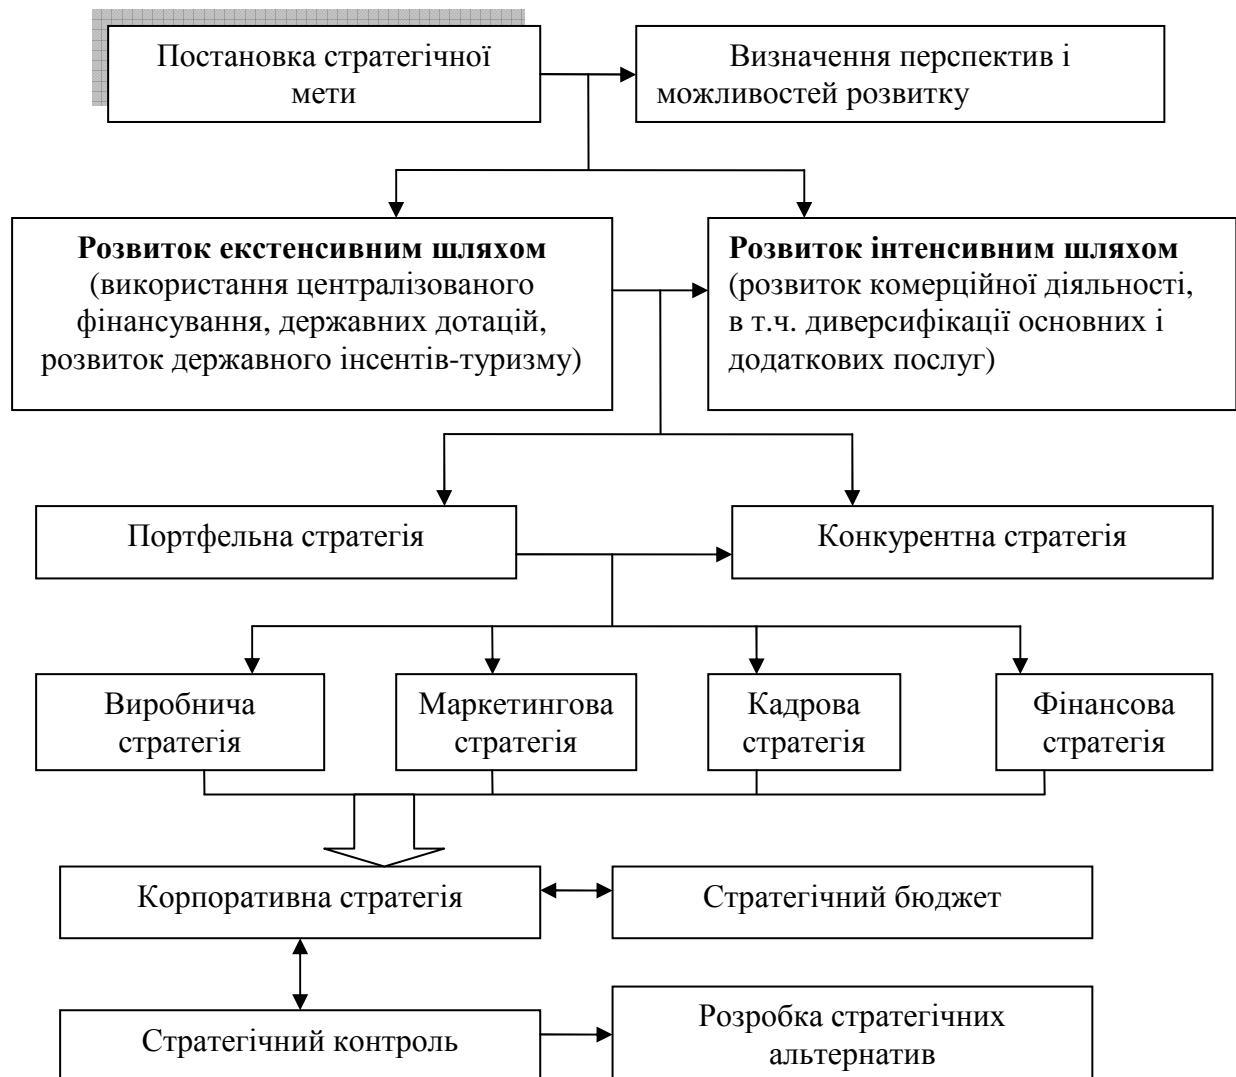 Постановка стратегічної
мети
Визначення перспектив і
можливостей розвитку
Розвиток екстенсивним шляхом
(використання централізованого
фінансування, державних дотацій,
розвиток державного інсентів-туризму)
Розвиток інтенсивним шляхом
(розвиток комерційної діяльності,
в т.ч. диверсифікації основних і
додаткових послуг)
Портфельна стратегія
Конкурентна стратегія
Виробнича
стратегія
Маркетингова
стратегія
Кадрова
стратегія
Фінансова
стратегія
Корпоративна стратегія
Стратегічний бюджет
Стратегічний контроль
Розробка стратегічних
альтернатив